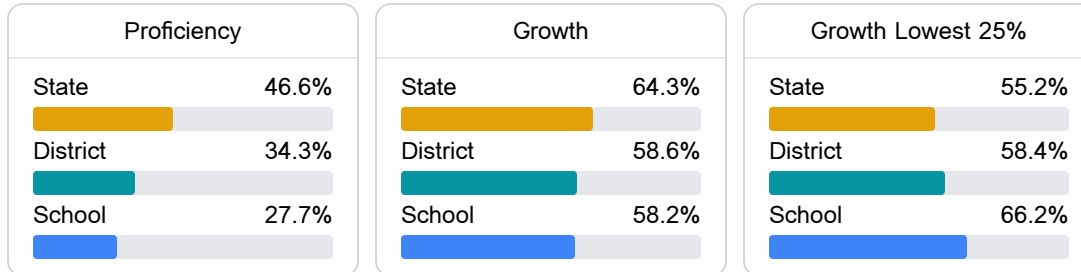 Proficiency
State 46.6%
District 34.3%
School 27.7%
Growth
State 64.3%
District 58.6%
School 58.2%
Growth Lowest 25%
State 55.2%
District 58.4%
School 66.2%